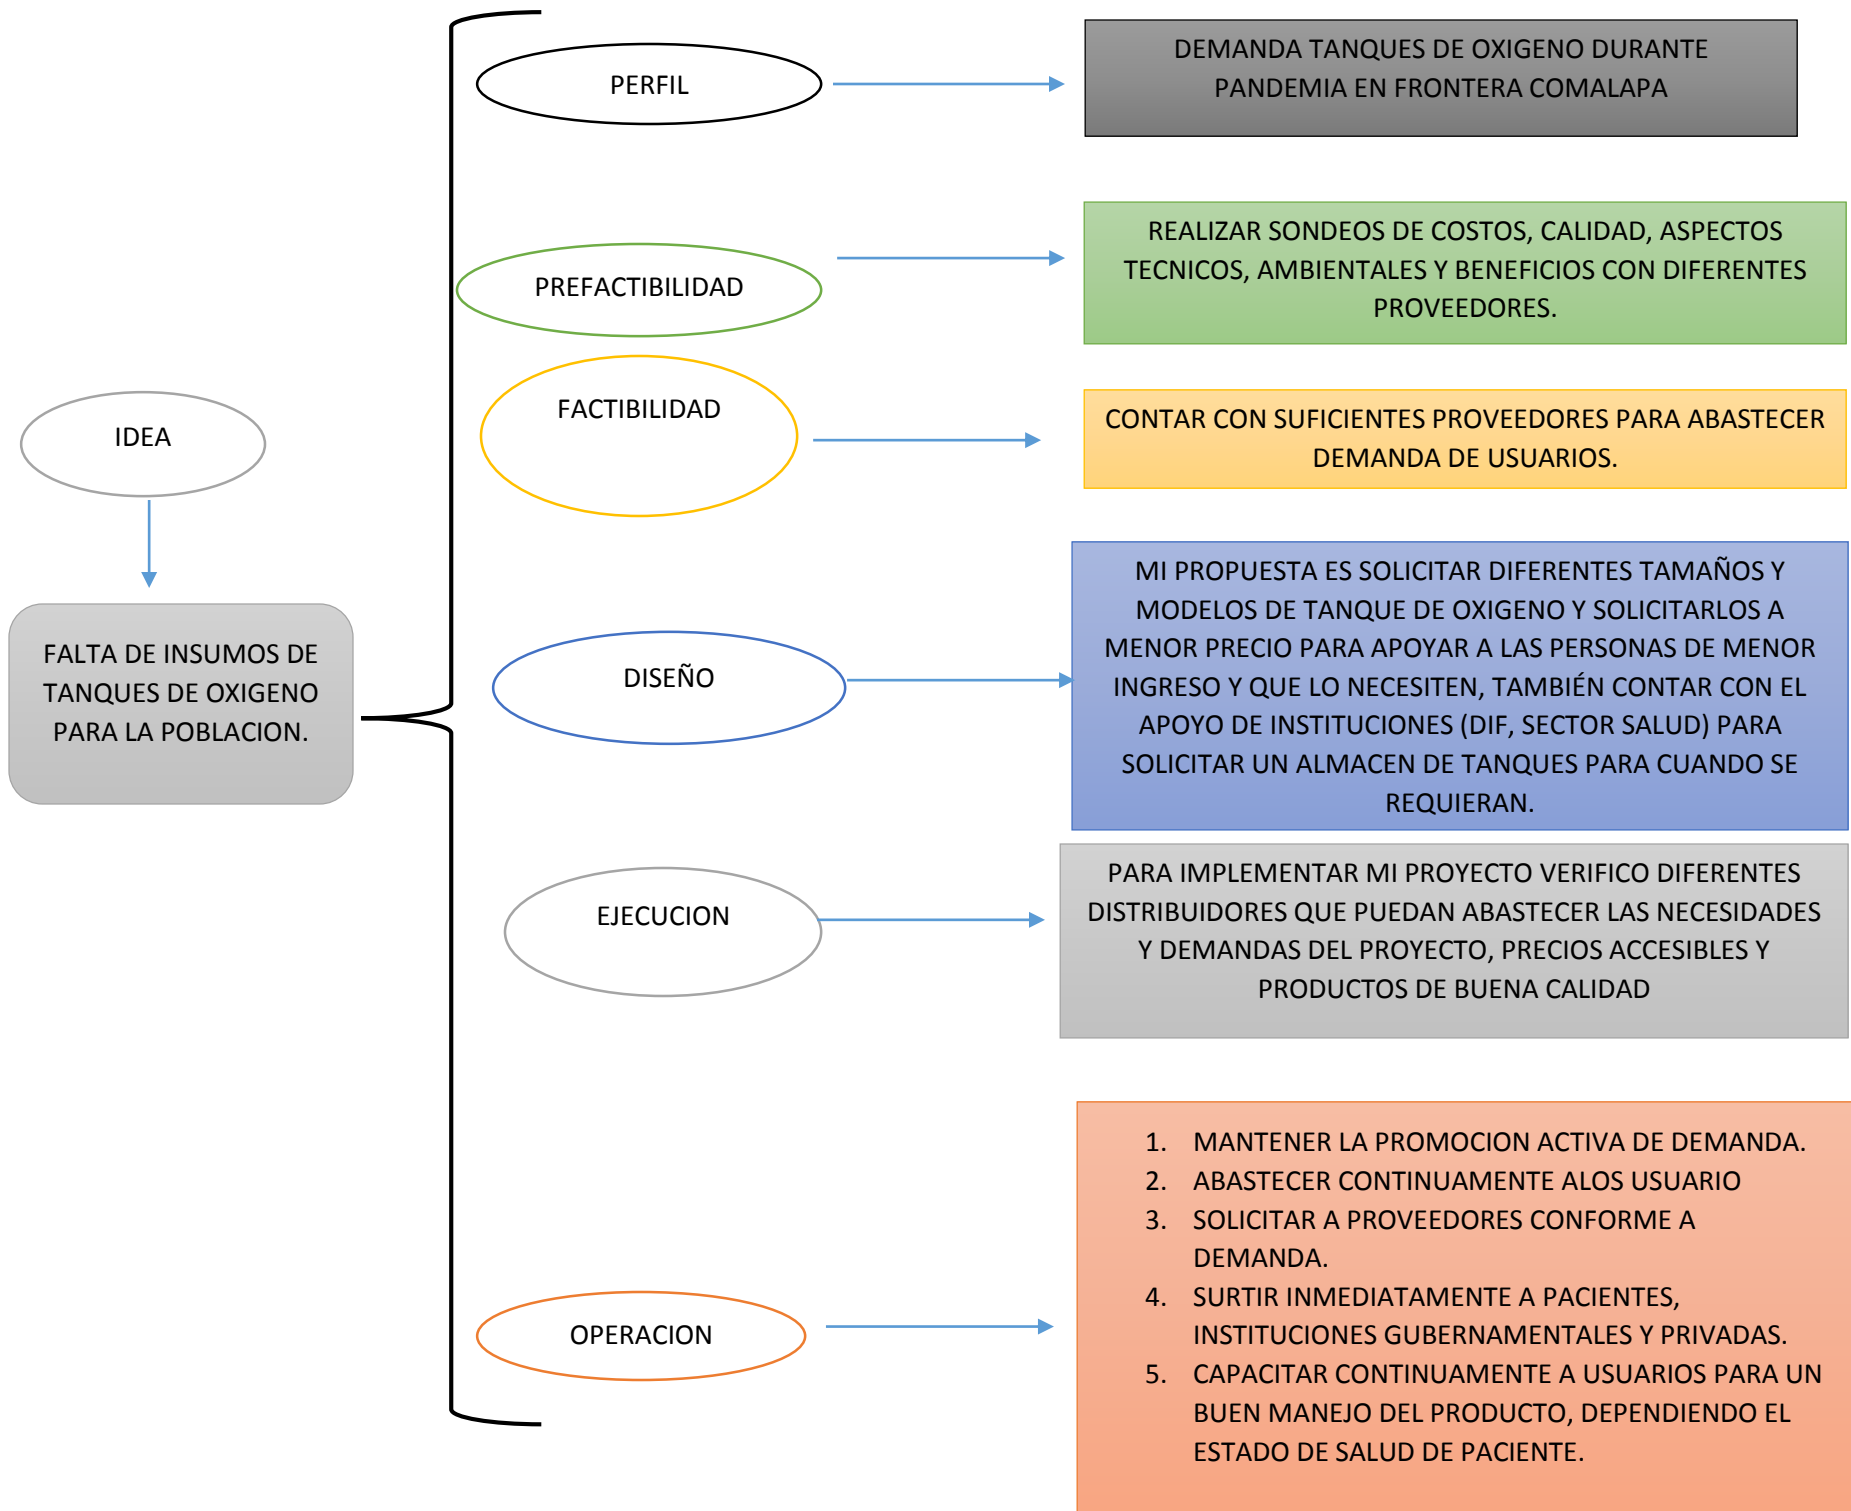 IDEA
FALTA DE INSUMOS DE
TANQUES DE OXIGENO
PARA LA POBLACION.
PERFIL
DEMANDA TANQUES DE OXIGENO DURANTE
PANDEMIA EN FRONTERA COMALAPA
PREFACTIBILIDAD
REALIZAR SONDEOS DE COSTOS, CALIDAD, ASPECTOS
TECNICOS, AMBIENTALES Y BENEFICIOS CON DIFERENTES
PROVEEDORES.
FACTIBILIDAD
CONTAR CON SUFICIENTES PROVEEDORES PARA ABASTECER
DEMANDA DE USUARIOS.
DISEÑO
MI PROPUESTA ES SOLICITAR DIFERENTES TAMAÑOS Y
MODELOS DE TANQUE DE OXIGENO Y SOLICITARLOS A
MENOR PRECIO PARA APOYAR A LAS PERSONAS DE MENOR
INGRESO Y QUE LO NECESITEN, TAMBIÉN CONTAR CON EL
APOYO DE INSTITUCIONES (DIF, SECTOR SALUD) PARA
SOLICITAR UN ALMACEN DE TANQUES PARA CUANDO SE
REQUIERAN.
EJECUCION
PARA IMPLEMENTAR MI PROYECTO VERIFICO DIFERENTES
DISTRIBUIDORES QUE PUEDAN ABASTECER LAS NECESIDADES
Y DEMANDAS DEL PROYECTO, PRECIOS ACCESIBLES Y
PRODUCTOS DE BUENA CALIDAD
OPERACION
1. MANTENER LA PROMOCION ACTIVA DE DEMANDA.
2. ABASTECER CONTINUAMENTE ALOS USUARIO
3. SOLICITAR A PROVEEDORES CONFORME A
DEMANDA.
4. SURTIR INMEDIATAMENTE A PACIENTES,
INSTITUCIONES GUBERNAMENTALES Y PRIVADAS.
5. CAPACITAR CONTINUAMENTE A USUARIOS PARA UN
BUEN MANEJO DEL PRODUCTO, DEPENDIENDO EL
ESTADO DE SALUD DE PACIENTE.